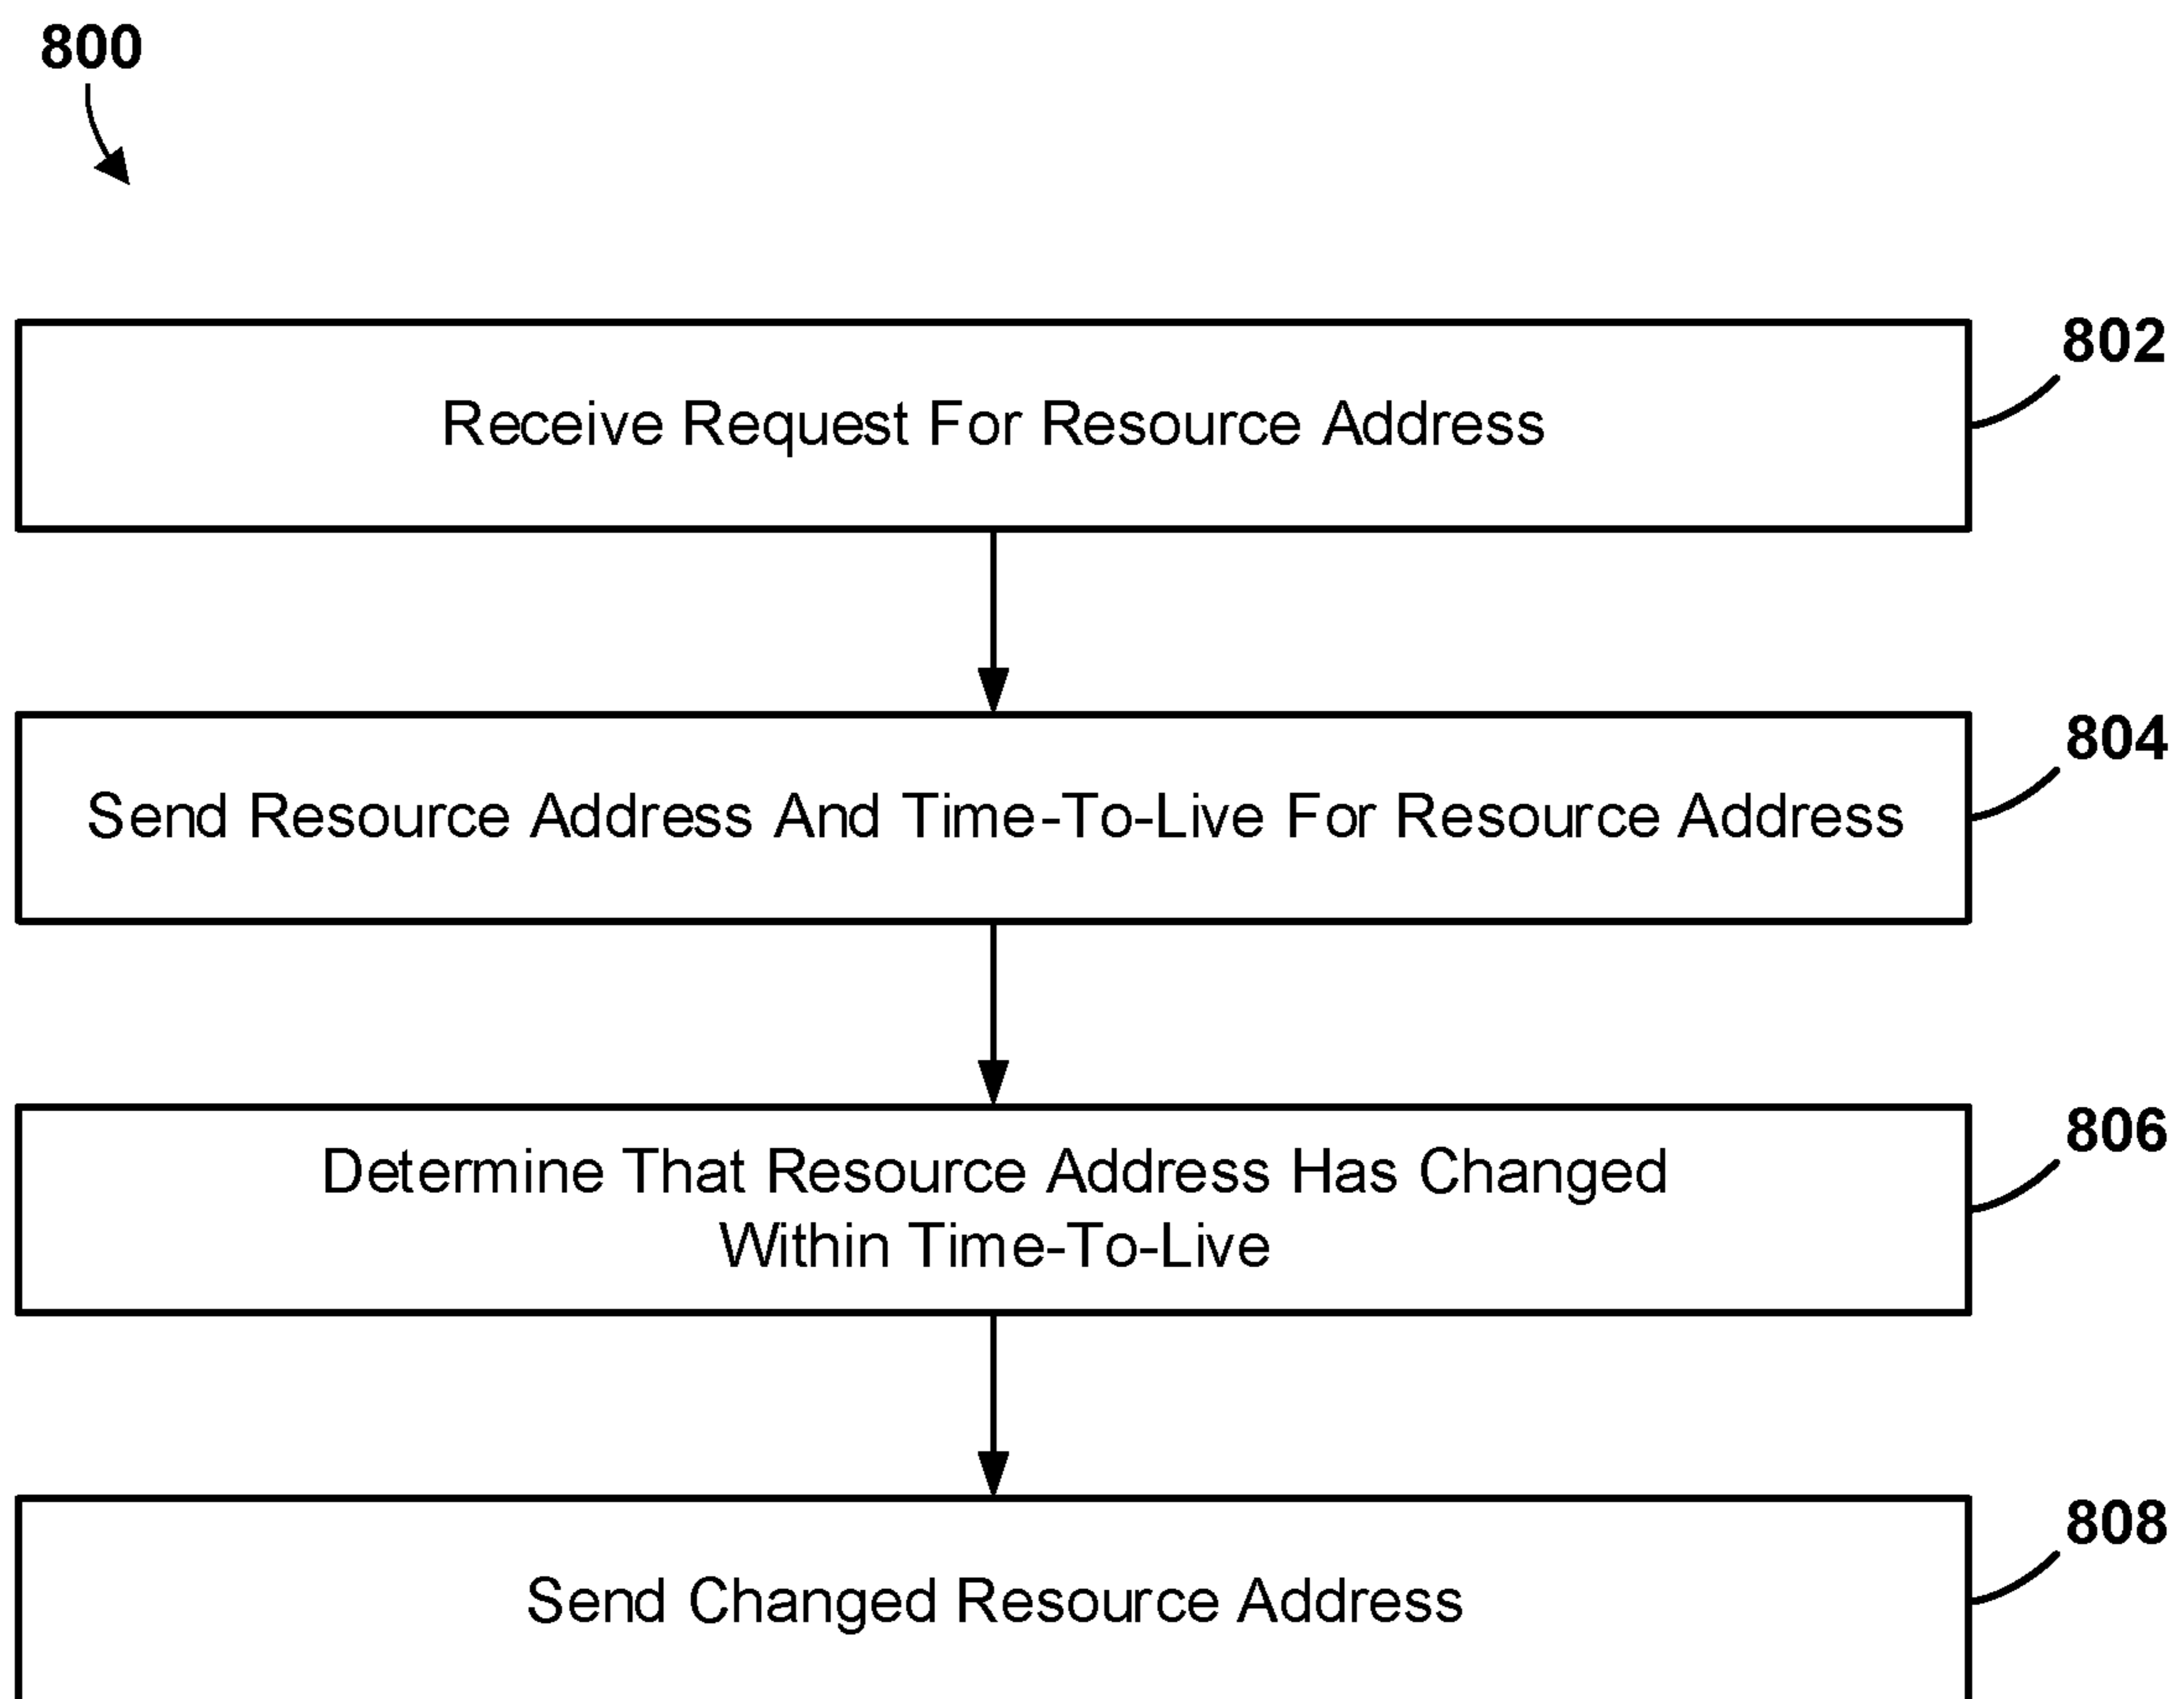 800
802
Receive Request For Resource Address
804
Send Resource Address And Time-To-Live For Resource Address
806
Determine That Resource Address Has Changed
Within Time-To-Live
808
Send Changed Resource Address